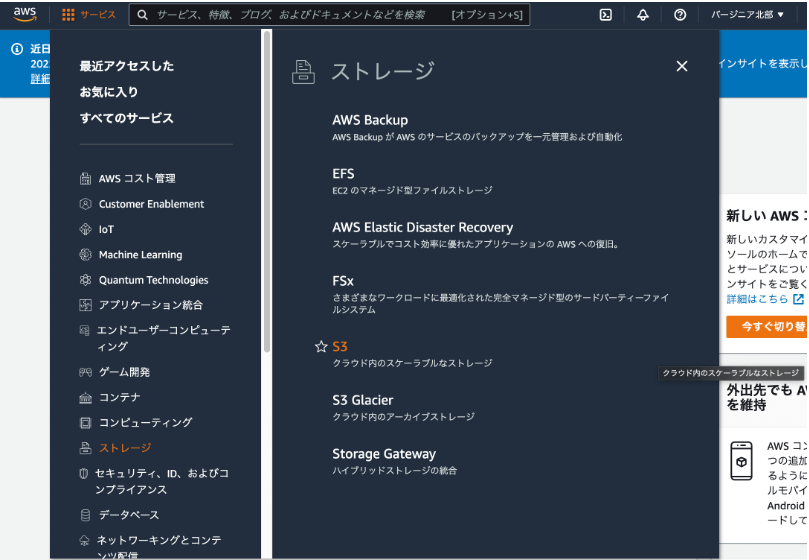 aws
サービス
サービス、特徴、ブログ、およびドキュメントなどを検索
[オプション+S]
バージニア北部 ▼
近日
202
詳細
インサイトを表示し
最近アクセスした
お気に入り
すべてのサービス
AWS コスト管理
Customer Enablement
IoT
Machine Learning
Quantum Technologies
アプリケーション統合
エンドユーザーコンピューテ
ィング
ゲーム開発
コンテナ
コンピューティング
ストレージ
セキュリティ、ID、およびコ
ンプライアンス
データベース
ネットワーキングとコンテ
ンツ配信
ストレージ
AWS Backup
AWS Backup が AWS のサービスのバックアップを一元管理および自動化
EFS
EC2 のマネージド型ファイルストレージ
AWS Elastic Disaster Recovery
スケーラブルでコスト効率に優れたアプリケーションの AWS への復旧。
FSx
さまざまなワークロードに最適化された完全マネージド型のサードパーティーファイ
ルシステム
S3
クラウド内のスケーラブルなストレージ
S3 Glacier
クラウド内のアーカイブストレージ
Storage Gateway
ハイブリッドストレージの統合
新しい AWS コ
新しいカスタマイ
ソールのホームで
とサービスについ
ンサイトをご覧く
詳細はこちら
今すぐ切り替
クラウド内のスケーラブルなストレージ
外出先でも AW
を維持
AWS コン
つの追加
るように
ルモバイ
Android
ードして